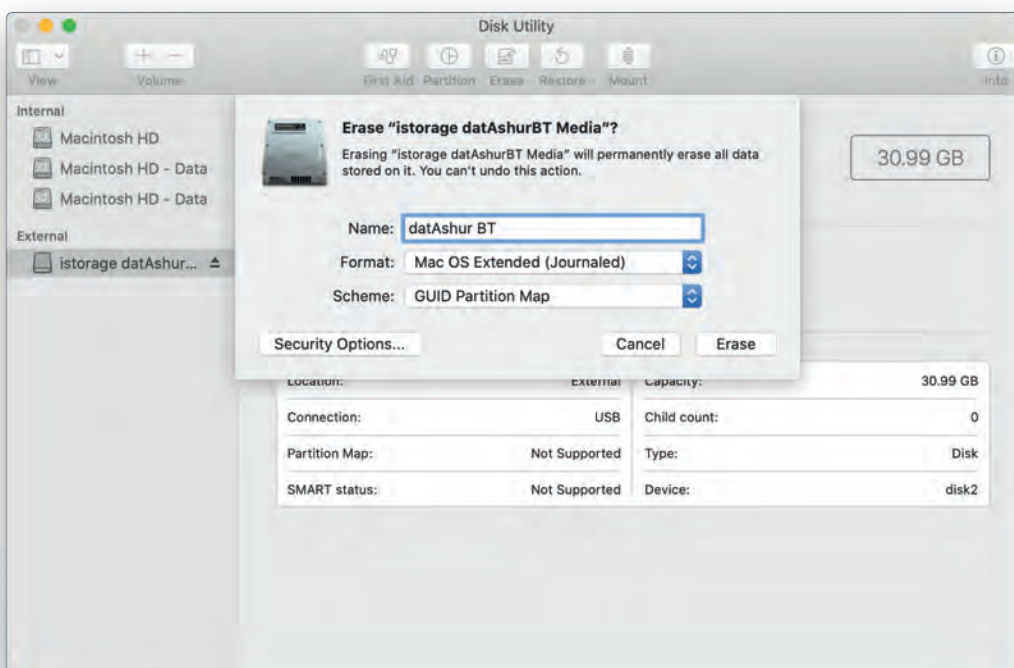 Disk Utility
View
Volume
First Aid Partition Erase Restore Mount
Info
Internal
Macintosh HD
Macintosh HD - Data
Macintosh HD - Data
External
istorage datAshur...
Erase “istorage datAshurBT Media”?
Erasing “istorage datAshurBT Media” will permanently erase all data
stored on it. You can’t undo this action.
Name: datAshur BT
Format: Mac OS Extended (Journaled)
Scheme: GUID Partition Map
Security Options...
Cancel
Erase
30.99 GB
Location: External
Capacity: 30.99 GB
Connection: USB
Child count: 0
Partition Map: Not Supported
Type: Disk
SMART status: Not Supported
Device: disk2